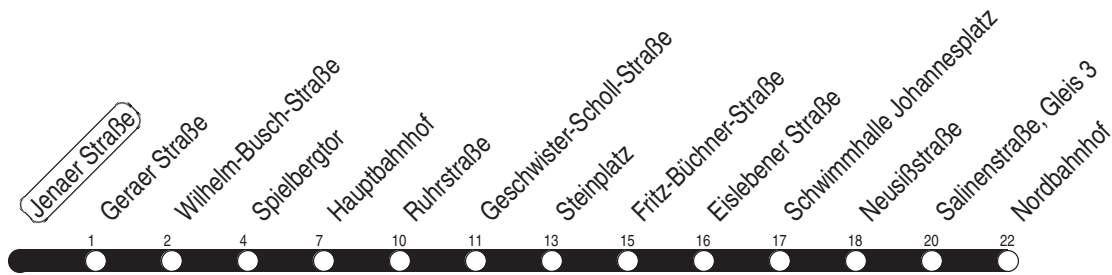 Jenaer Straße
Geraer Straße
Wilhelm-Busch-Straße
Spielbergtor
Hauptbahnhof
Ruhrstraße
Geschwister-Scholl-Straße
Steinplatz
Fritz-Büchner-Straße
Eislebener Straße
Schwimmhalle Johannesplatz
Neusißstraße
Salinenstraße, Gleis 3
Nordbahnhof
1 2 4 7 10 11 13 15 16 17 18 20 22